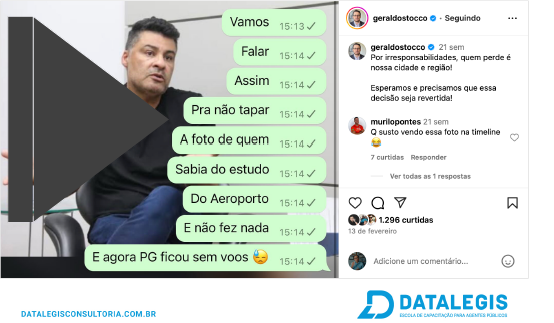 Vamos
15:13
Falar
15:14
Assim
15:14
Pra não tapar
15:14
A foto de quem
15:14
Sabia do estudo
15:14
Do Aeroporto
15:14
E não fez nada
15:14
E agora PG ficou sem voos 😓
15:14
geraldostocco • Seguindo
geraldostocco 21 sem
Por irresponsabilidades, quem perde é
nossa cidade e região!
Esperamos e precisamos que essa
decisão seja revertida!
murilopontes 21 sem
Q susto vendo essa foto na timeline
😂
7 curtidas Responder
Ver todas as 1 respostas
1.296 curtidas
13 de fevereiro
Adicione um comentário...
DATALEGISCONSULTORIA.COM.BR
DATALEGIS
ESCOLA DE CAPACITAÇÃO PARA AGENTES PÚBLICOS